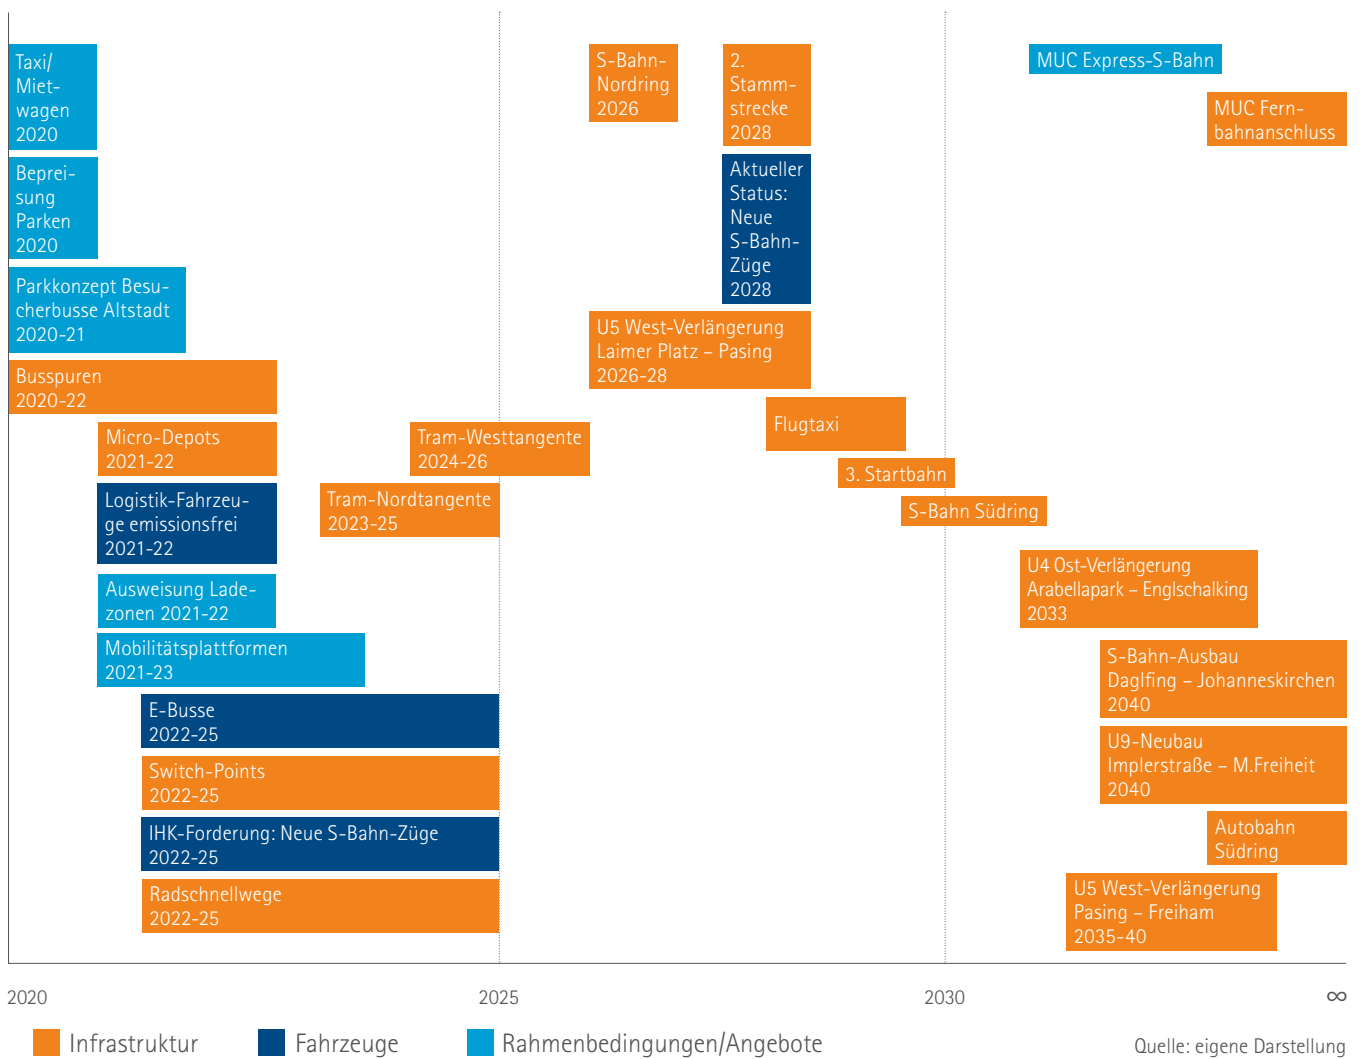 Taxi/
Miet-
wagen
2020
Beprei-
sung
Parken
2020
Parkkonzept Besu-
cherbusse Altstadt
2020-21
Busspuren
2020-22
Micro-Depots
2021-22
Logistik-Fahrzeu-
ge emissionsfrei
2021-22
Ausweisung Lade-
zonen 2021-22
Mobilitätsplattformen
2021-23
E-Busse
2022-25
Switch-Points
2022-25
IHK-Forderung: Neue S-Bahn-Züge
2022-25
Radschnellwege
2022-25
Tram-Westtangente
2024-26
Tram-Nordtangente
2023-25
S-Bahn-
Nordring
2026
2.
Stamm-
strecke
2028
Aktueller
Status:
Neue
S-Bahn-
Züge
2028
U5 West-Verlängerung
Laimer Platz – Pasing
2026-28
Flugtaxi
3. Startbahn
S-Bahn Südring
MUC Express-S-Bahn
MUC Fern-
bahnanschluss
U4 Ost-Verlängerung
Arabellapark – Englschalking
2033
S-Bahn-Ausbau
Daglfing – Johanneskirchen
2040
U9-Neubau
Implerstraße – M.Freiheit
2040
Autobahn
Südring
U5 West-Verlängerung
Pasing – Freiham
2035-40
2020
2025
2030
∞
Infrastruktur
Fahrzeuge
Rahmenbedingungen/Angebote
Quelle: eigene Darstellung